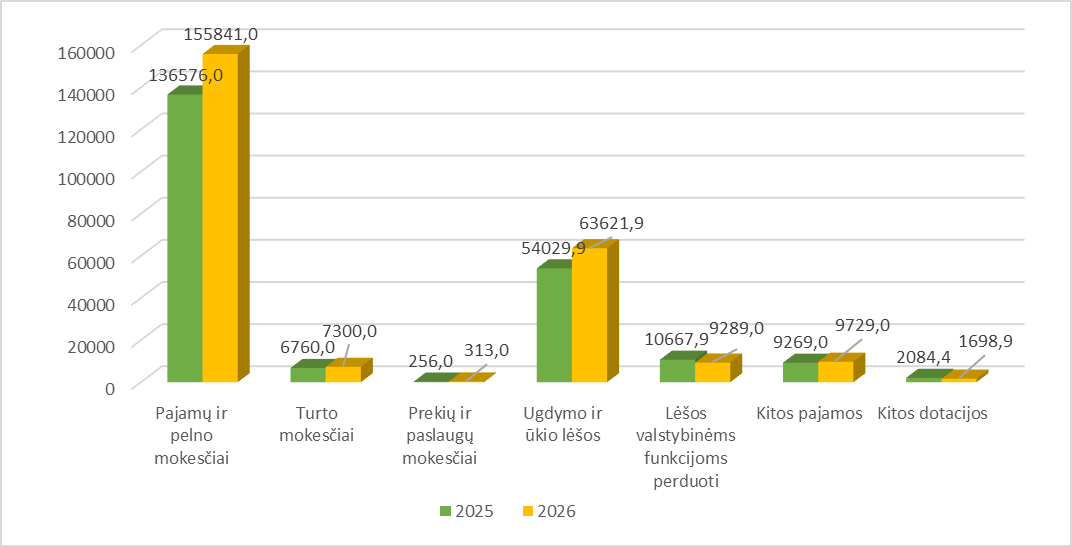 160000
140000
120000
100000
80000
60000
40000
20000
0
136576,0
155841,0
6760,0
7300,0
256,0
313,0
54029,9
63621,9
10667,9
9289,0
9269,0
9729,0
2084,4
1698,9
Pajamų ir
pelno
mokesčiai
Turto
mokesčiai
Prekių ir
paslaugų
mokesčiai
Ugdymo ir
ūkio lėšos
Lėšos
valstybinėms
funkcijoms
perduoti
Kitos pajamos
Kitos dotacijos
2025
2026